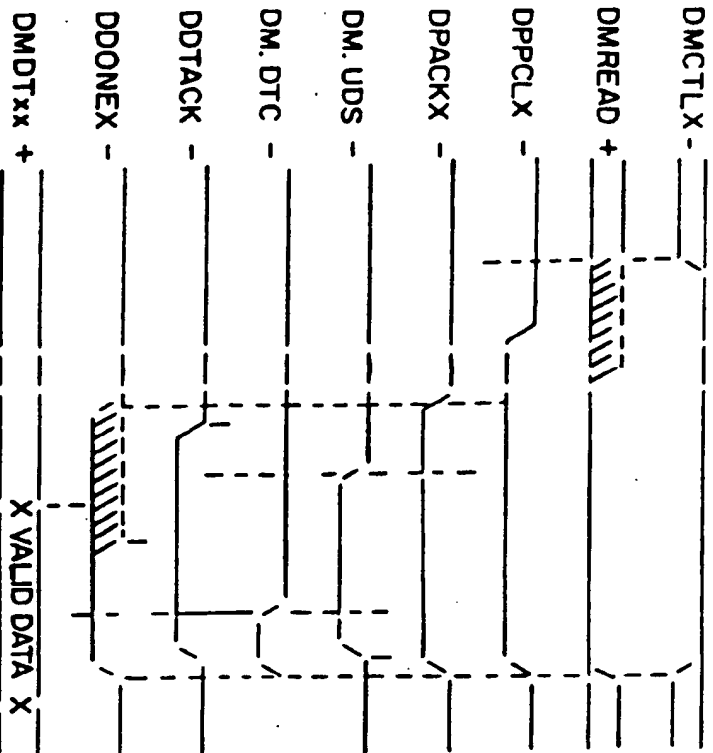 DMCTLX -
DMREAD +
DPPCLX -
DPACKX -
DM. UDS -
DM. DTC -
DDTACK -
DDONEX -
DMDTxx +
X VALID DATA X